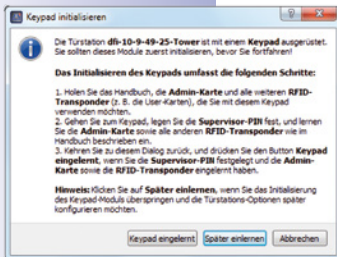 Keypad initialisieren
Die Türstation dfi-10-9-49-25-Tower ist mit einem Keypad ausgerüstet.
Sie sollten dieses Module zuerst initialisieren, bevor Sie fortfahren!
Das Initialisieren des Keypads umfasst die folgenden Schritte:
1. Holen Sie das Handbuch, die Admin-Karte und alle weiteren RFID-
Transponder (z. B. die User-Karten), die Sie mit diesem Keypad
verwenden möchten.
2. Gehen Sie zum Keypad, legen Sie die Supervisor-PIN fest, und lernen
Sie die Admin-Karte sowie alle anderen RFID-Transponder wie im
Handbuch beschrieben ein.
3. Kehren Sie zu diesem Dialog zurück, und drücken Sie den Button Keypad
eingelernt, wenn Sie die Supervisor-PIN festgelegt und die Admin-
Karte sowie die RFID-Transponder eingelernt haben.
Hinweis: Klicken Sie auf Später einlernen, wenn Sie das Initialisieren
des Keypad-Moduls überspringen und die Türstations-Optionen später
konfigurieren möchten.
Keypad eingelernt Später einlernen Abbrechen